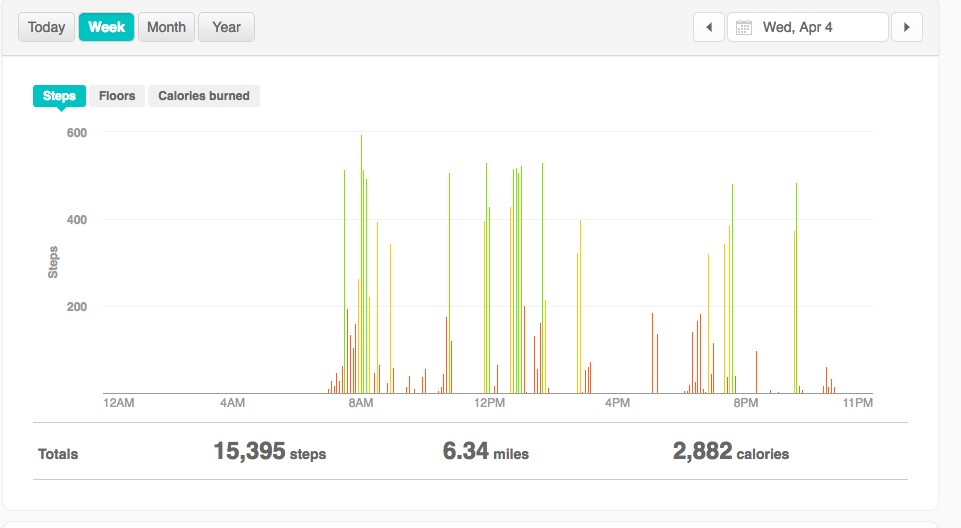 Today Week Month Year Wed, Apr 4
Steps Floors Calories burned
600
400
200
Steps
12AM 4AM 8AM 12PM 4PM 8PM 11PM
Totals 15,395 steps 6.34 miles 2,882 calories